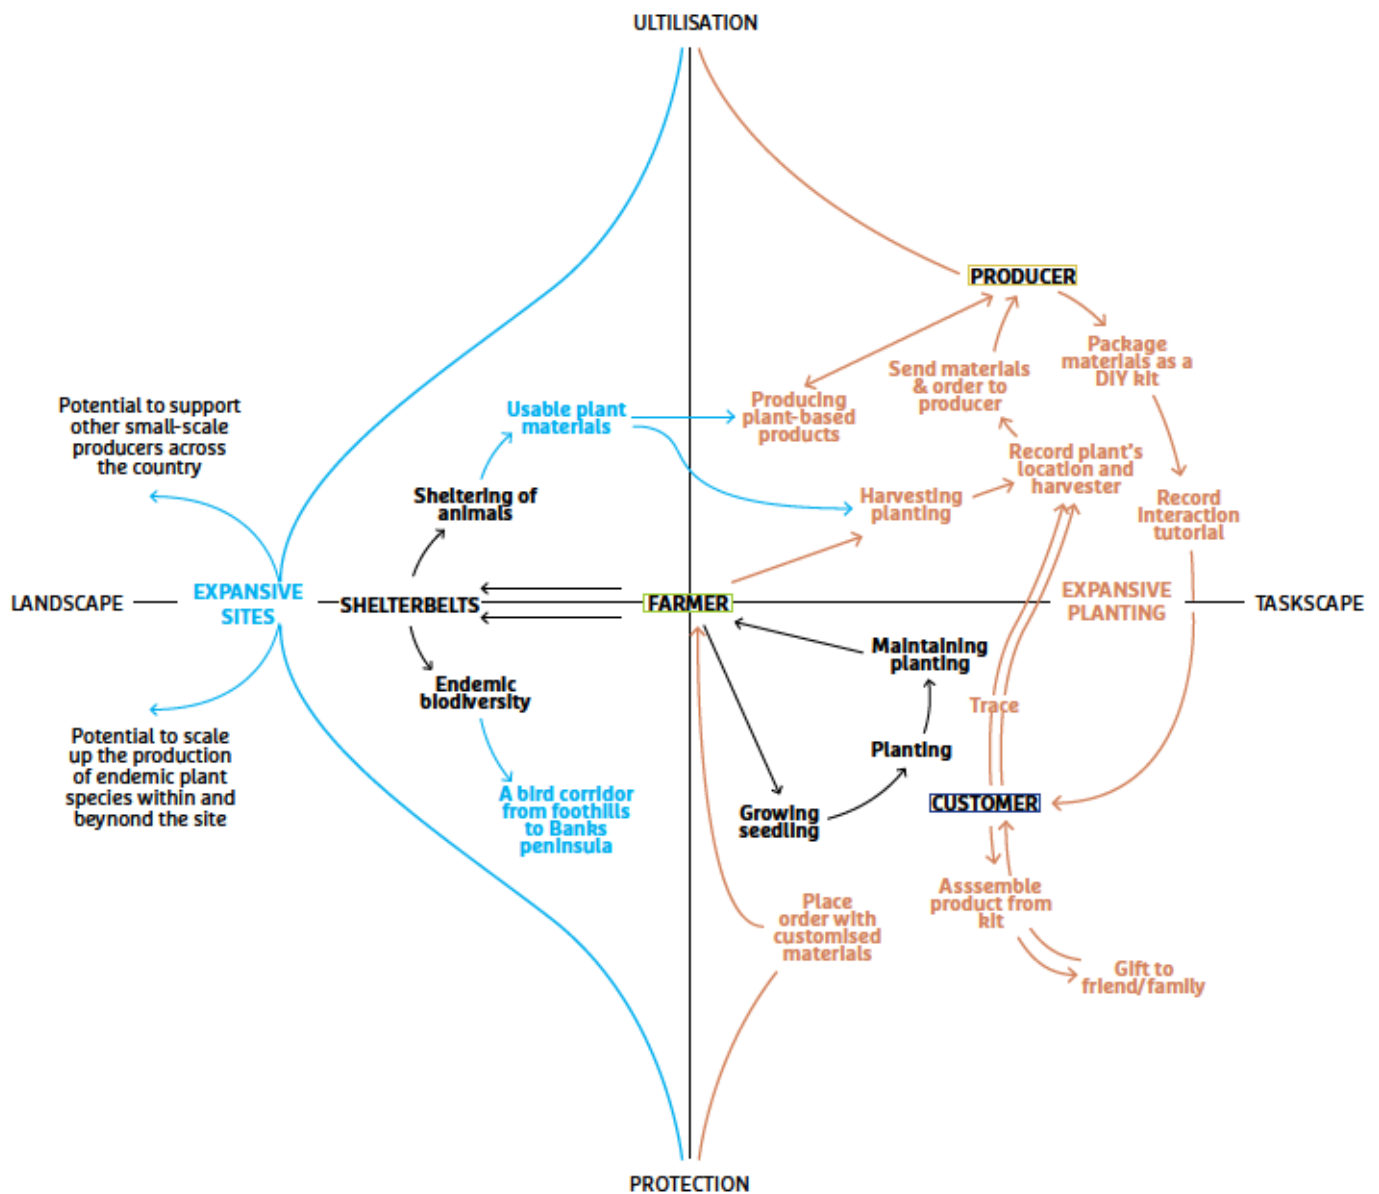 ULTILISATION
PRODUCER
Package
materials as a
DIY kit
Send materials
& order to
producer
Producing
plant-based
products
Usable plant
materials
Potential to support
other small-scale
producers across
the country
Record plant's
location and
harvester
Sheltering of
animals
Harvesting
planting
Record
interaction
tutorial
LANDSCAPE
EXPANSIVE
SITES
SHELTERBELTS
FARMER
EXPANSIVE
PLANTING
TASKSCAPE
Maintaining
planting
Endemic
biodiversity
Trace
Potential to scale
up the production
of endemic plant
species within and
beynond the site
Planting
A bird corridor
from foothills
to Banks
peninsula
Growing
seedling
CUSTOMER
Asssemble
product from
kit
Place
order with
customised
materials
Gift to
friend/family
PROTECTION